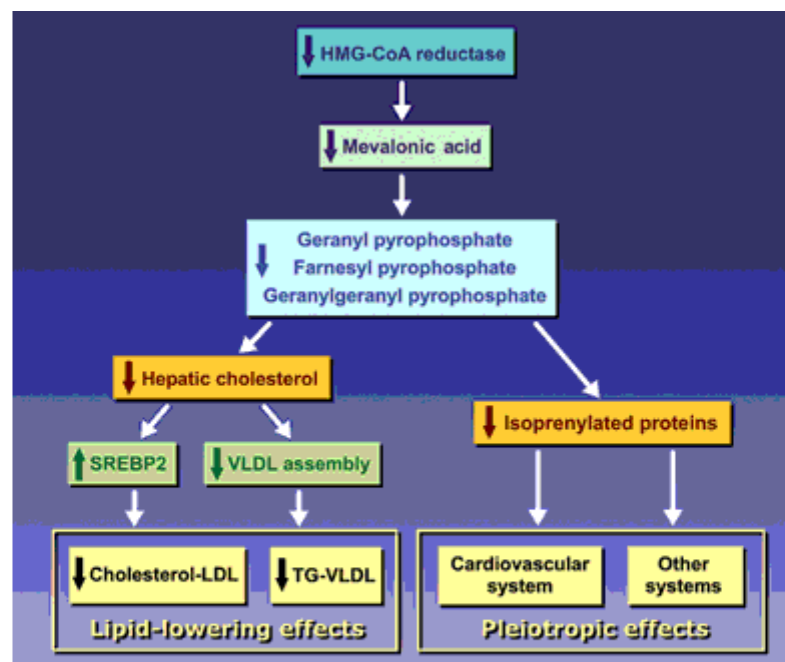 HMG-CoA reductase
Mevalonic acid
Geranyl pyrophosphate
Farnesyl pyrophosphate
Geranylgeranyl pyrophosphate
Hepatic cholesterol
Isoprenylated proteins
SREBP2
VLDL assembly
Cholesterol-LDL
TG-VLDL
Cardiovascular
system
Other
systems
Lipid-lowering effects
Pleiotropic effects